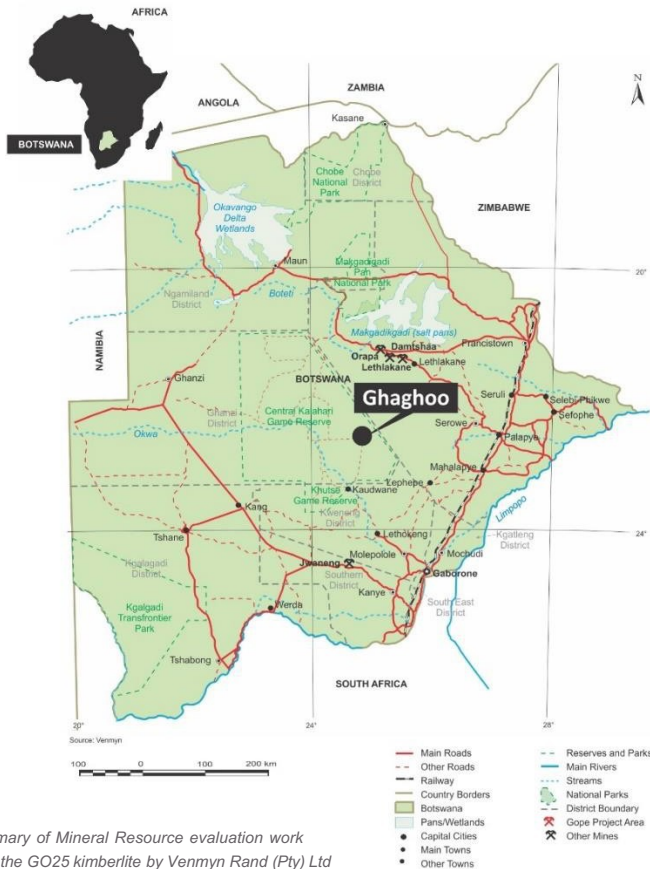 AFRICA
BOTSWANA
ZAMBIA
ANGOLA
N
Kasane
Chobe
National
Park
Chobe
District
ZIMBABWE
Okavango
Delta
Wetlands
Maun
Makgadigadi
Pan
National Park
20°
Ngamiland
District
Boteti
Makgadikgadi (salt pans)
NAMIBIA
Damtshaa
Francistown
Orapa
Lethlakane
Lethlakane
Ghanzi
BOTSWANA
Ghaghoo
Seruli
Selebi-Phikwe
Sefophe
Ghanzi
District
Central Kalahari
Game Reserve
Serowe
Palapye
Okwa
Mahalapye
Lephepe
Kaudwane
Khutse
Game Reserve
Kweneng
District
Kang
Limpopo
24°
Tshane
Lethokeng
Kgatleng
District
Molepolole
Mochudi
Kgalagadi
District
Jwaneng
Southern
District
Gaborone
Kanye
South East
District
Kgalgadi
Transfrontier
Park
Werda
Tshabong
SOUTH AFRICA
20°
24°
28°
Source: Venmyn
100 0 100 200 km
Main Roads
Other Roads
Railway
Country Borders
Botswana
Pans/Wetlands
Capital Cities
Main Towns
Other Towns
Reserves and Parks
Main Rivers
Streams
National Parks
District Boundary
Gope Project Area
Other Mines
mary of Mineral Resource evaluation work
the GO25 kimberlite by Venmyn Rand (Pty) Ltd